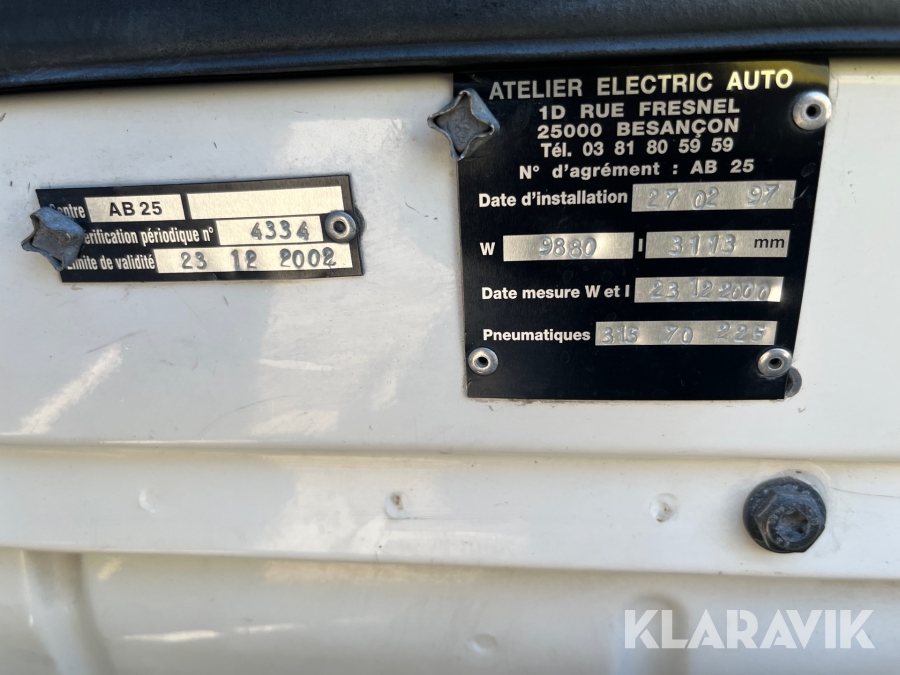 ATELIER ELECTRIC AUTO
1D RUE FRESNEL
25000 BESANÇON
Tél. 03 81 80 59 59
N° d'agrément : AB 25
Date d'installation 27 02 97
W 9880 l 3113 mm
Date mesure W et l 23 12 2000
Pneumatiques 315 70 225
Centre AB 25
Vérification périodique n° 4334
Limite de validité 23 12 2002
KLARAVIK